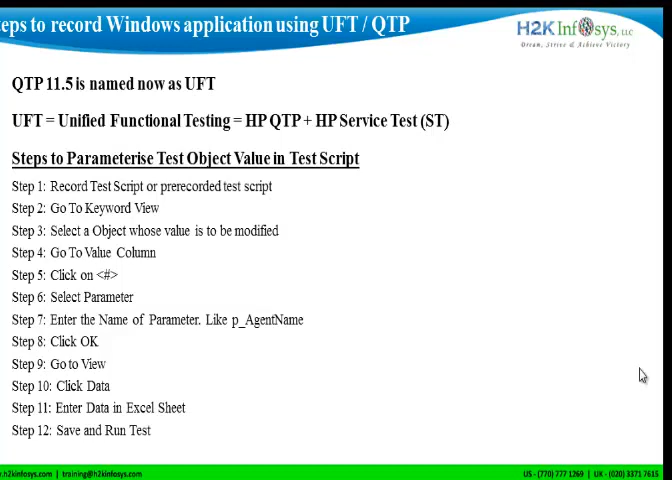 eps to record Windows application using UFT / QTP
H2K Infosys, LLC
Dream, Strive & Achieve Victory
QTP 11.5 is named now as UFT
UFT = Unified Functional Testing = HP QTP + HP Service Test (ST)
Steps to Parameterise Test Object Value in Test Script
Step 1: Record Test Script or prerecorded test script
Step 2: Go To Keyword View
Step 3: Select a Object whose value is to be modified
Step 4: Go To Value Column
Step 5: Click on <#>
Step 6: Select Parameter
Step 7: Enter the Name of Parameter. Like p_AgentName
Step 8: Click OK
Step 9: Go to View
Step 10: Click Data
Step 11: Enter Data in Excel Sheet
Step 12: Save and Run Test
.h2kinfosys.com | training@h2kinfosys.com
US - (770) 777 1269 | UK - (020) 3371 7615